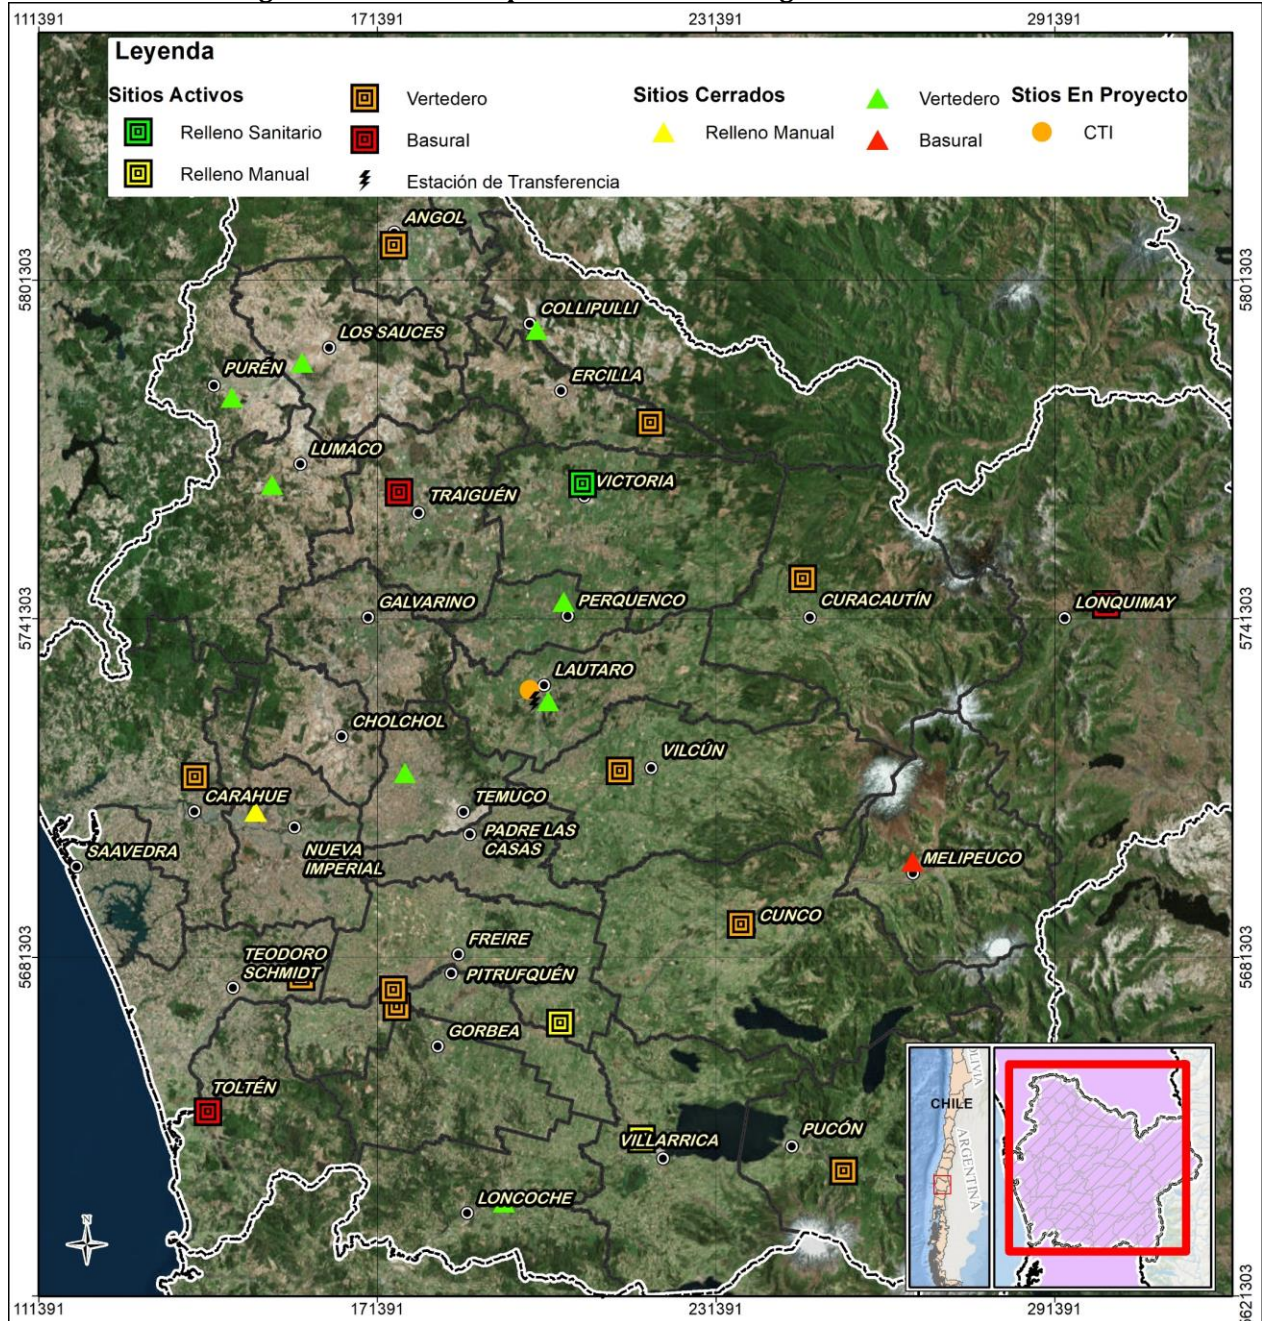 111391 171391 231391 291391
Leyenda
Sitios Activos
Relleno Sanitario
Relleno Manual
Vertedero
Basural
Estación de Transferencia
Sitios Cerrados
Relleno Manual
Vertedero
Basural
Stios En Proyecto
CTI
ANGOL
5801303 5801303
COLLIPULLI
LOS SAUCES
PURÉN
ERCILLA
LUMACO
VICTORIA
TRAIGUÉN
GALVARINO
PERQUENCO
CURACAUTÍN
LONQUIMAY
5741303 5741303
LAUTARO
CHOLCHOL
VILCÚN
CARAHUE
TEMUCO
PADRE LAS
CASAS
NUEVA
IMPERIAL
SAAVEDRA
MELIPEUCO
CUNCO
FREIRE
TEODORO
SCHMIDT
PITRUFQUÉN
5681303 5681303
GORBEA
TOLTÉN
VILLARRICA
PUCÓN
LONCOCHE
CHILE
ARGENTINA
N
5621303
111391 171391 231391 291391